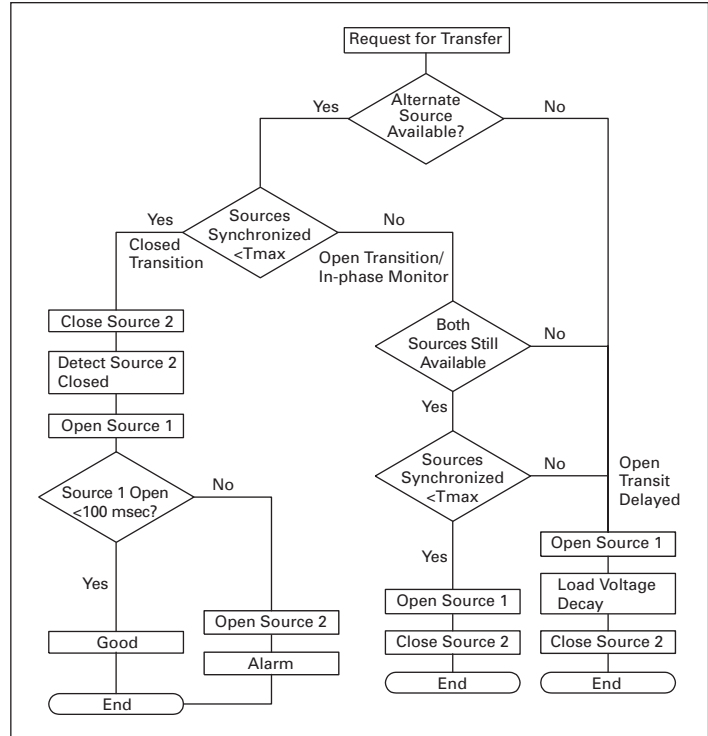 Request for Transfer
Yes
Alternate
Source
Available?
No
Yes
Closed
Transition
Sources
Synchronized
<Tmax
No
Open Transition/
In-phase Monitor
Close Source 2
Detect Source 2
Closed
Open Source 1
Both
Sources Still
Available
No
Yes
Source 1 Open
<100 msec?
No
Sources
Synchronized
<Tmax
No
Open
Transit
Delayed
Yes
Yes
Open Source 1
Load Voltage
Decay
Close Source 2
End
Open Source 1
Close Source 2
End
Open Source 2
Alarm
Good
End